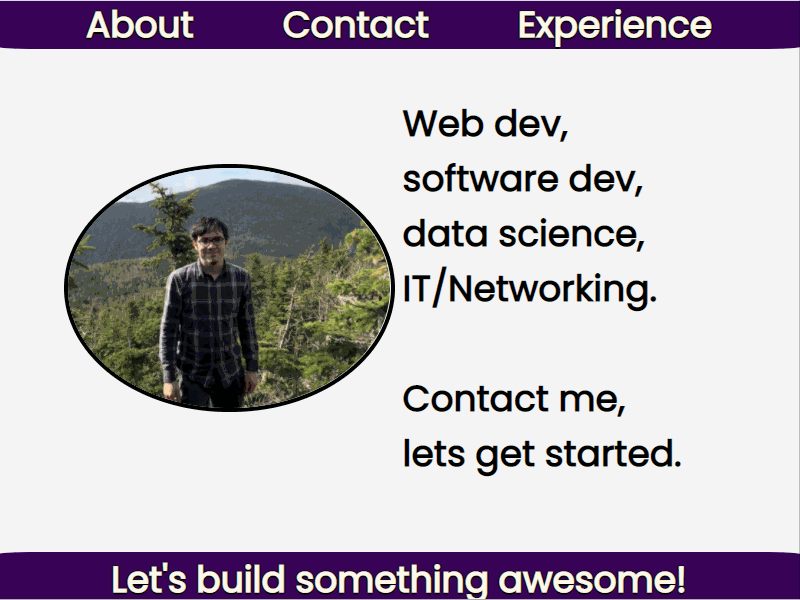 About Contact Experience
Web dev,
software dev,
data science,
IT/Networking.
Contact me,
lets get started.
Let's build something awesome!